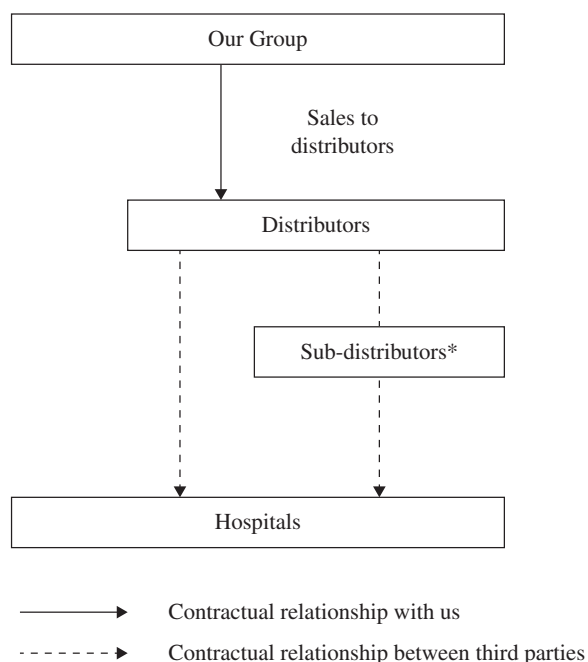 Our Group
Sales to
distributors
Distributors
Sub-distributors*
Hospitals
Contractual relationship with us
Contractual relationship between third parties